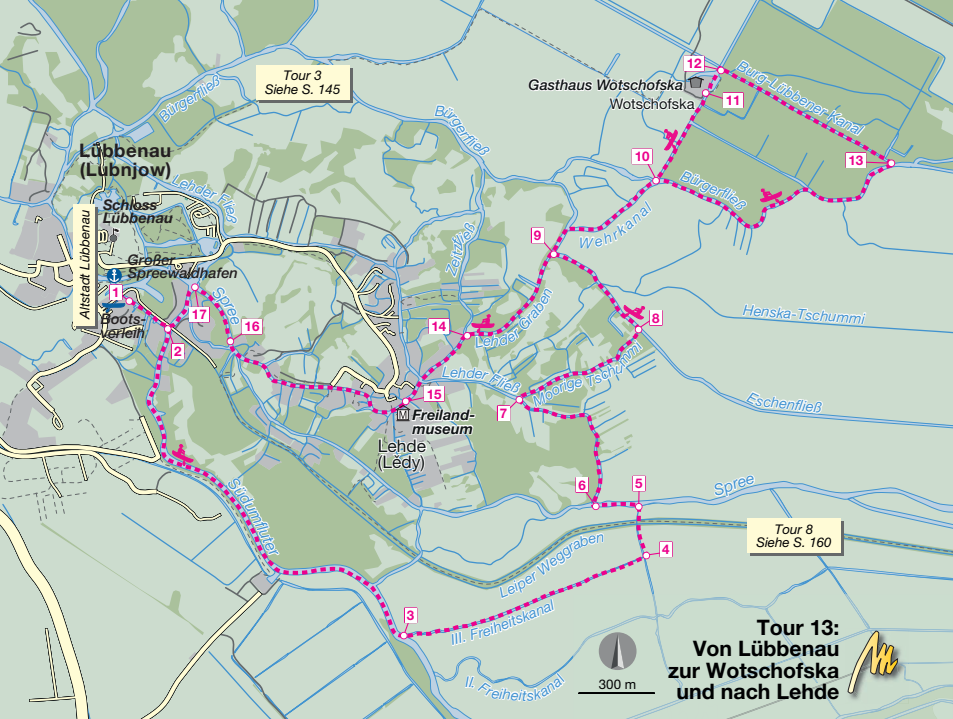 Tour 3
Siehe S. 145
Bürgerfließ
Bürgerfließ
Gasthaus Wotschofska
Wotschofska
12
11
Burg-Lübbener-Kanal
13
10
Bürgerfließ
Lübbenau
(Lubnjow)
Lehder Fließ
Schloss
Lübbenau
Altstadt Lübbenau
Großer
Spreewaldhafen
1
Boots-
verleih
2
17
Spree
16
Zeitzfließ
9
Wehrkanal
14
Lehder Graben
8
Henska-Tschummi
Lehder Fließ
Moorige Tschummi
Eschenfließ
15
7
M
Freiland-
museum
Lehde
(Lědy)
6
5
Spree
Südumfluter
Tour 8
Siehe S. 160
4
Leiper Weggraben
3
III. Freiheitskanal
II. Freiheitskanal
300 m
Tour 13:
Von Lübbenau
zur Wotschofska
und nach Lehde